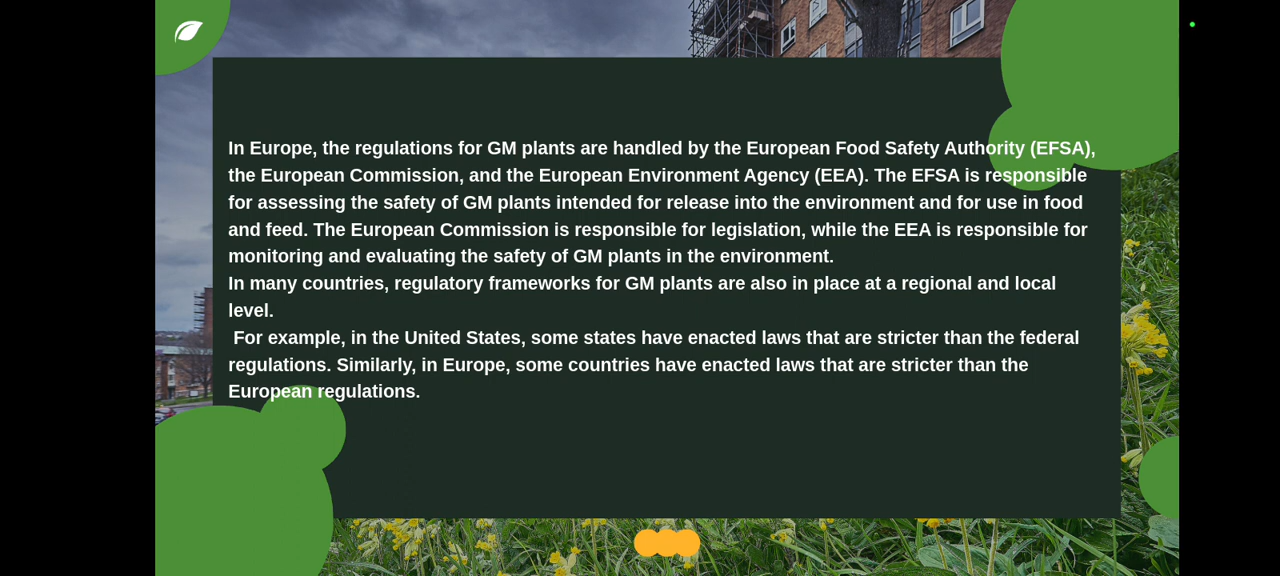 In Europe, the regulations for GM plants are handled by the European Food Safety Authority (EFSA),
the European Commission, and the European Environment Agency (EEA). The EFSA is responsible
for assessing the safety of GM plants intended for release into the environment and for use in food
and feed. The European Commission is responsible for legislation, while the EEA is responsible for
monitoring and evaluating the safety of GM plants in the environment.
In many countries, regulatory frameworks for GM plants are also in place at a regional and local
level.
For example, in the United States, some states have enacted laws that are stricter than the federal
regulations. Similarly, in Europe, some countries have enacted laws that are stricter than the
European regulations.